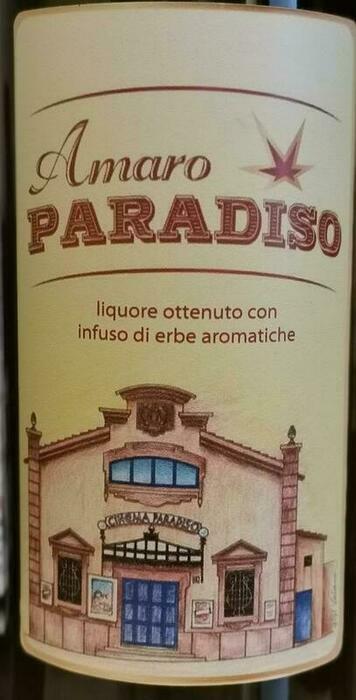 Amaro
PARADISO
liquore ottenuto con
infuso di erbe aromatiche
CINEMA PARADISO